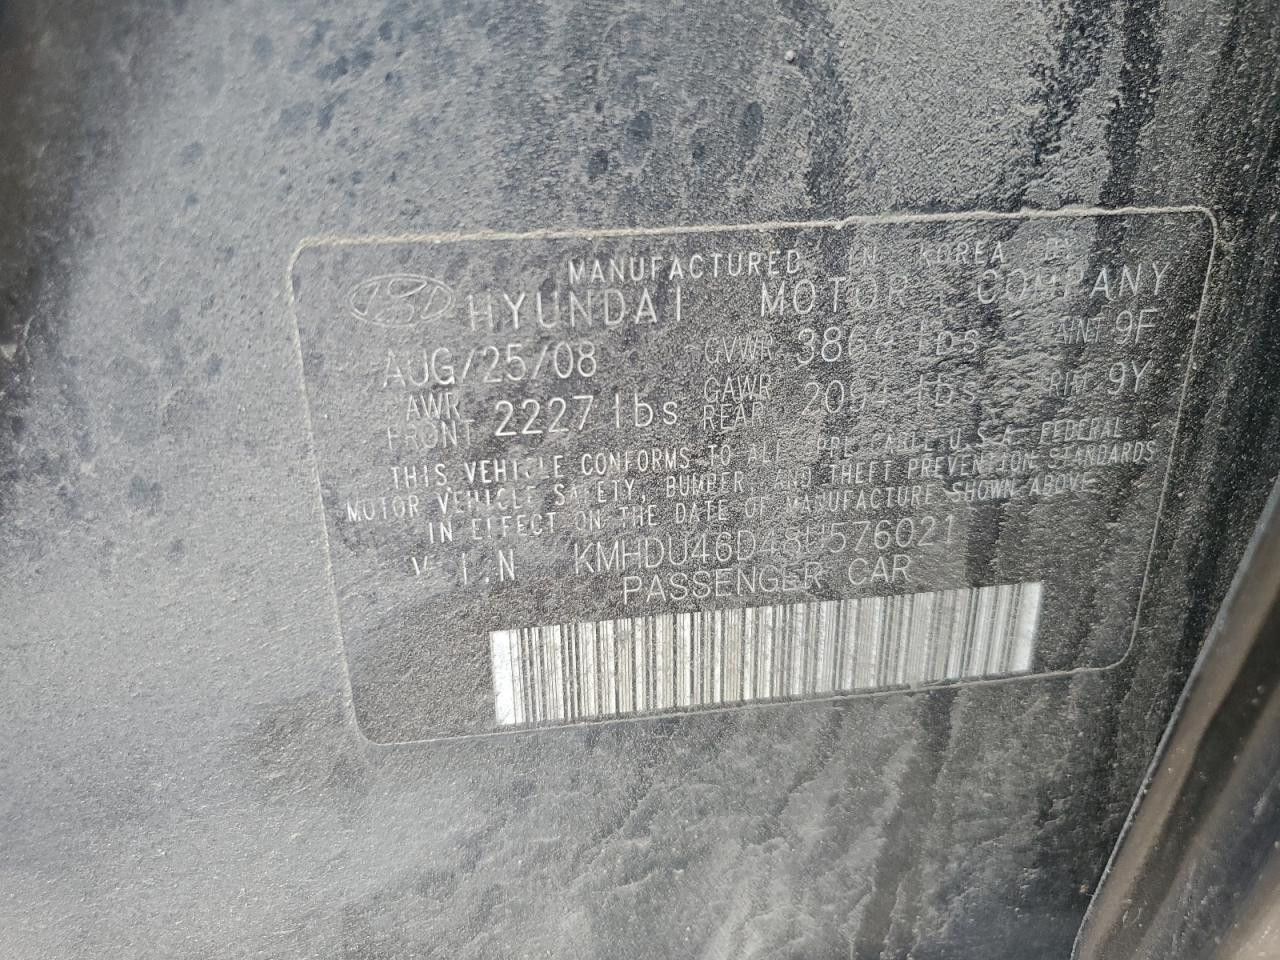 MANUFACTURED IN KOREA BY
HYUNDAI MOTOR COMPANY
AUG/25/08 GVWR 3869 lbs PAINT 9F
GAWR FRONT 2227 lbs GAWR REAR lbs TRIM 9Y
THIS VEHICLE CONFORMS TO ALL APPLICABLE U.S.A FEDERAL
MOTOR VEHICLE SAFETY, BUMPER AND THEFT PREVENTION STANDARDS
IN EFFECT ON THE DATE OF MANUFACTURE SHOWN ABOVE
V.I.N KMHDU46D48U576021
PASSENGER CAR